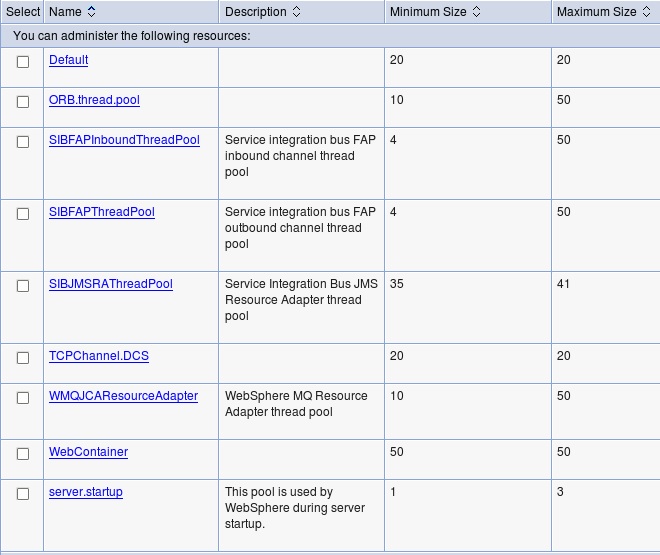 Select Name Description Minimum Size Maximum Size
You can administer the following resources:
Default 20 20
ORB.thread.pool 10 50
SIBFAPInboundThreadPool Service integration bus FAP 4 50
inbound channel thread
pool
SIBFAPThreadPool Service integration bus FAP 4 50
outbound channel thread
pool
SIBJMSRAThreadPool Service Integration Bus JMS 35 41
Resource Adapter thread
pool
TCPChannel.DCS 20 20
WMQJCAResourceAdapter WebSphere MQ Resource 10 50
Adapter thread pool
WebContainer 50 50
server.startup This pool is used by 1 3
WebSphere during server
startup.